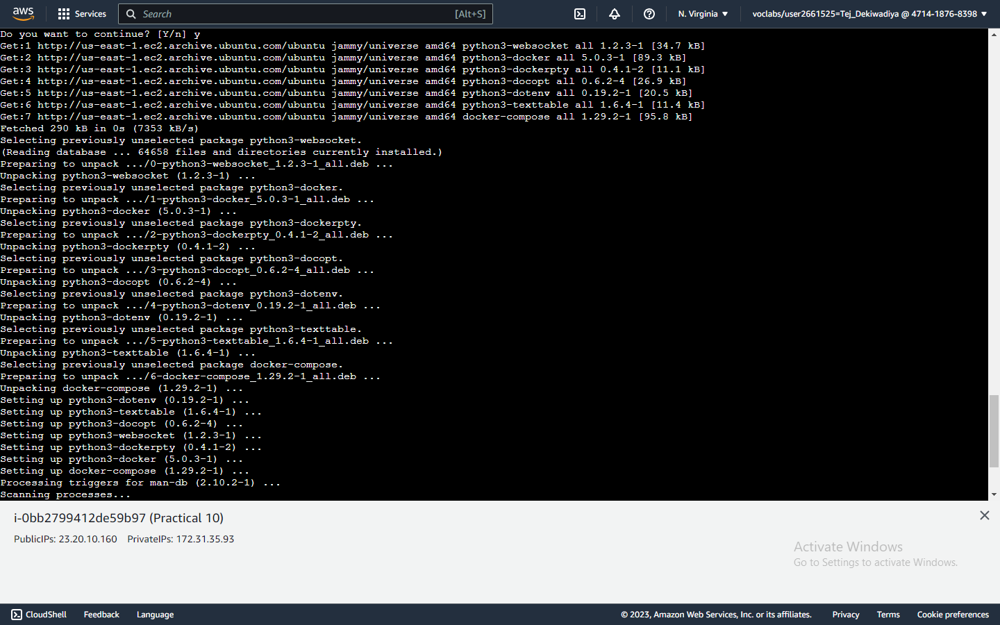 aws
Services
Search
[Alt+S]
N. Virginia
voclabs/user2661525=Tej_Dekiwadiya @ 4714-1876-8398
Do you want to continue? [Y/n] y
Get:1 http://us-east-1.ec2.archive.ubuntu.com/ubuntu jammy/universe amd64 python3-websocket all 1.2.3-1 [34.7 kB]
Get:2 http://us-east-1.ec2.archive.ubuntu.com/ubuntu jammy/universe amd64 python3-docker all 5.0.3-1 [89.3 kB]
Get:3 http://us-east-1.ec2.archive.ubuntu.com/ubuntu jammy/universe amd64 python3-dockerpty all 0.4.1-2 [11.1 kB]
Get:4 http://us-east-1.ec2.archive.ubuntu.com/ubuntu jammy/universe amd64 python3-docopt all 0.6.2-4 [26.9 kB]
Get:5 http://us-east-1.ec2.archive.ubuntu.com/ubuntu jammy/universe amd64 python3-dotenv all 0.19.2-1 [20.5 kB]
Get:6 http://us-east-1.ec2.archive.ubuntu.com/ubuntu jammy/universe amd64 python3-texttable all 1.6.4-1 [11.4 kB]
Get:7 http://us-east-1.ec2.archive.ubuntu.com/ubuntu jammy/universe amd64 docker-compose all 1.29.2-1 [95.8 kB]
Fetched 290 kB in 0s (7353 kB/s)
Selecting previously unselected package python3-websocket.
(Reading database ... 64658 files and directories currently installed.)
Preparing to unpack .../0-python3-websocket_1.2.3-1_all.deb ...
Unpacking python3-websocket (1.2.3-1) ...
Selecting previously unselected package python3-docker.
Preparing to unpack .../1-python3-docker_5.0.3-1_all.deb ...
Unpacking python3-docker (5.0.3-1) ...
Selecting previously unselected package python3-dockerpty.
Preparing to unpack .../2-python3-dockerpty_0.4.1-2_all.deb ...
Unpacking python3-dockerpty (0.4.1-2) ...
Selecting previously unselected package python3-docopt.
Preparing to unpack .../3-python3-docopt_0.6.2-4_all.deb ...
Unpacking python3-docopt (0.6.2-4) ...
Selecting previously unselected package python3-dotenv.
Preparing to unpack .../4-python3-dotenv_0.19.2-1_all.deb ...
Unpacking python3-dotenv (0.19.2-1) ...
Selecting previously unselected package python3-texttable.
Preparing to unpack .../5-python3-texttable_1.6.4-1_all.deb ...
Unpacking python3-texttable (1.6.4-1) ...
Selecting previously unselected package docker-compose.
Preparing to unpack .../6-docker-compose_1.29.2-1_all.deb ...
Unpacking docker-compose (1.29.2-1) ...
Setting up python3-dotenv (0.19.2-1) ...
Setting up python3-texttable (1.6.4-1) ...
Setting up python3-docopt (0.6.2-4) ...
Setting up python3-websocket (1.2.3-1) ...
Setting up python3-dockerpty (0.4.1-2) ...
Setting up python3-docker (5.0.3-1) ...
Setting up docker-compose (1.29.2-1) ...
Processing triggers for man-db (2.10.2-1) ...
Scanning processes...
i-0bb2799412de59b97 (Practical 10)
PublicIPs: 23.20.10.160 PrivateIPs: 172.31.35.93
Activate Windows
Go to Settings to activate Windows.
CloudShell
Feedback
Language
© 2023, Amazon Web Services, Inc. or its affiliates.
Privacy
Terms
Cookie preferences